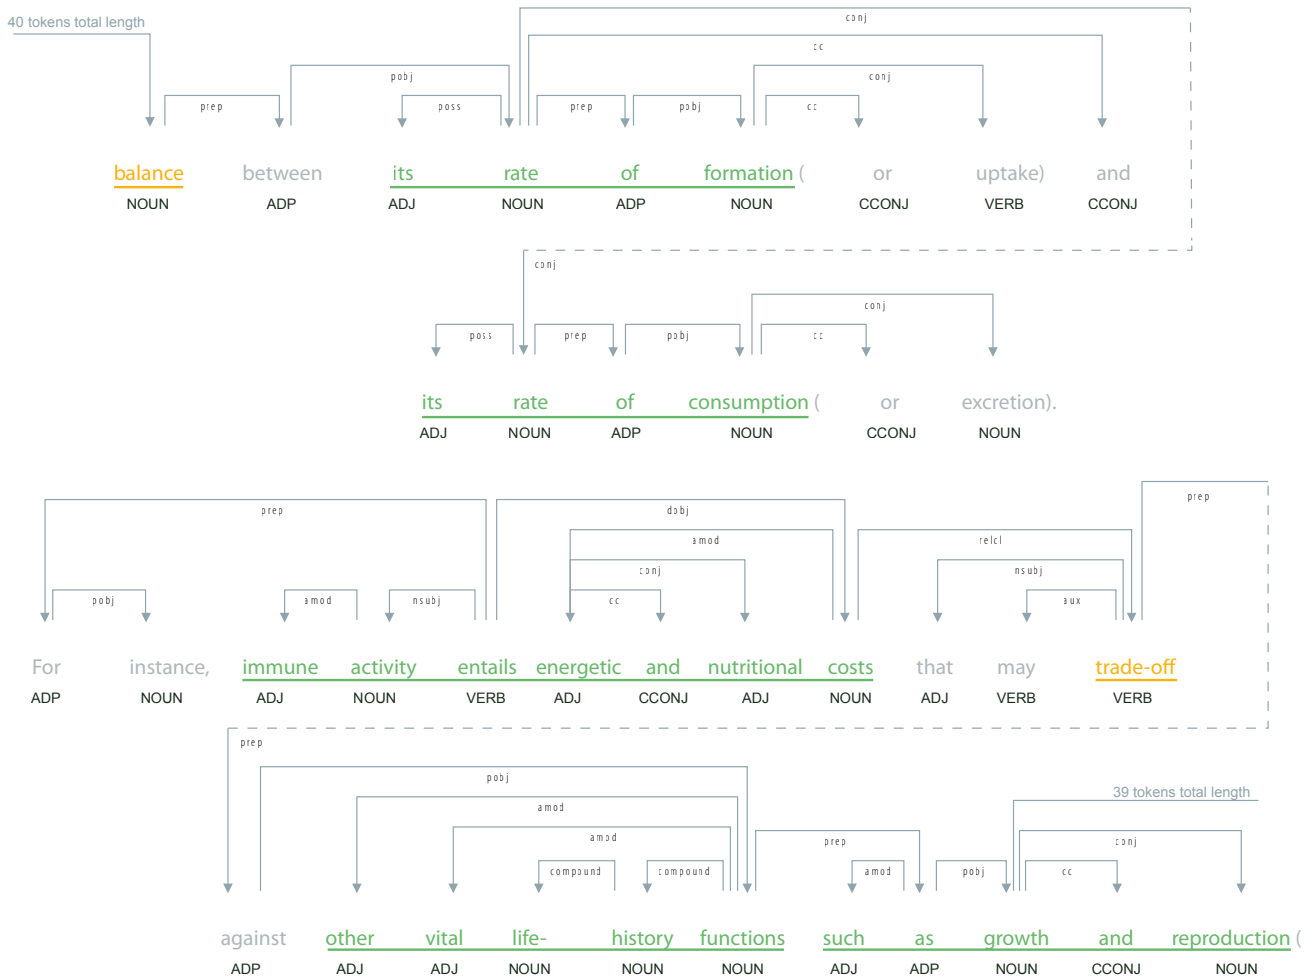 conj
40 tokens total length
cc
pobj conj
prep poss prep pobj cc
balance between its rate of formation ( or uptake) and
NOUN ADP ADJ NOUN ADP NOUN CCONJ VERB CCONJ
conj
conj
poss prep pobj cc
its rate of consumption ( or excretion).
ADJ NOUN ADP NOUN CCONJ NOUN
prep
prep dobj
amod relcl
conj nsubj
pobj amod nsubj cc aux
For instance, immune activity entails energetic and nutritional costs that may trade-off
ADP NOUN ADJ NOUN VERB ADJ CCONJ ADJ NOUN ADJ VERB VERB
prep
pobj
39 tokens total length
amod
amod prep conj
compound compound amod pobj cc
against other vital life- history functions such as growth and reproduction (
ADP ADJ ADJ NOUN NOUN NOUN ADJ ADP NOUN CCONJ NOUN